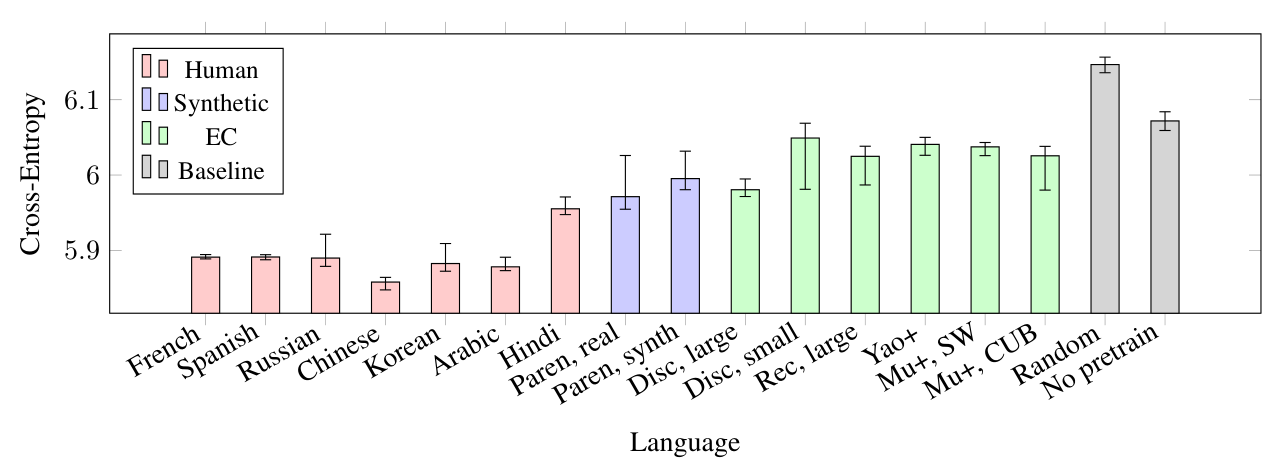 Human
Synthetic
EC
Baseline
Cross-Entropy
6.1
6
5.9
French
Spanish
Russian
Chinese
Korean
Arabic
Hindi
Paren, real
Paren, synth
Disc, large
Disc, small
Rec, large
Yao+
Mu+, SW
Mu+, CUB
Random
No pretrain
Language